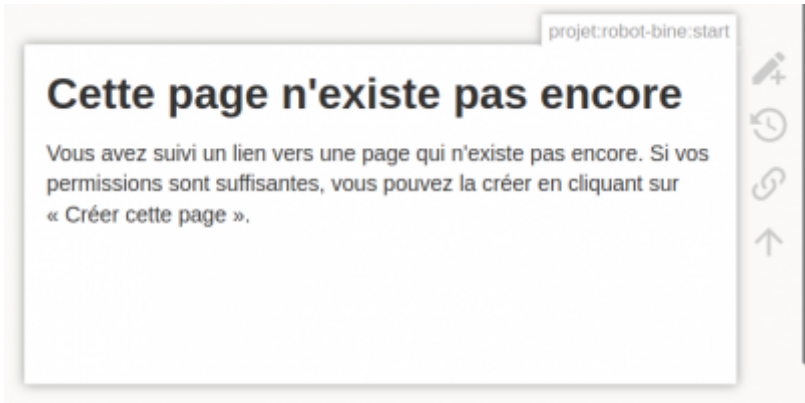 projet:robot-bine:start
Cette page n'existe pas encore
Vous avez suivi un lien vers une page qui n'existe pas encore. Si vos
permissions sont suffisantes, vous pouvez la créer en cliquant sur
« Créer cette page ».